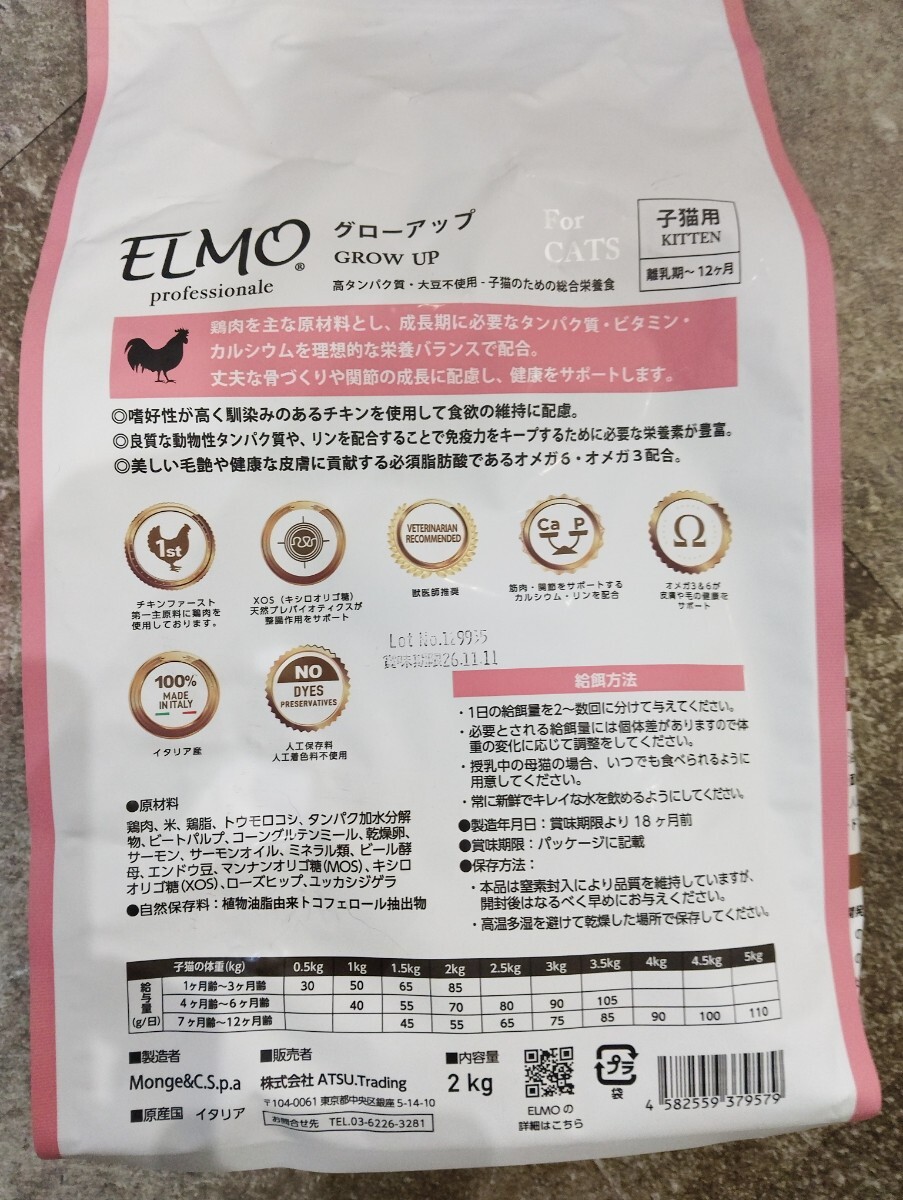 ELMO®
professionale
グローアップ
GROW UP
For
CATS
高タンパク質・大豆不使用 - 子猫のための総合栄養食
子猫用
KITTEN
離乳期〜12ヶ月
鶏肉を主な原材料とし、成長期に必要なタンパク質・ビタミン・
カルシウムを理想的な栄養バランスで配合。
丈夫な骨づくりや関節の成長に配慮し、健康をサポートします。
◎嗜好性が高く馴染みのあるチキンを使用して食欲の維持に配慮。
◎良質な動物性タンパク質や、リンを配合することで免疫力をキープするために必要な栄養素が豊富。
◎美しい毛艶や健康な皮膚に貢献する必須脂肪酸であるオメガ6・オメガ3配合。
1st
チキンファースト
第一主原料に鶏肉を
使用しております。
XOS（キシロオリゴ糖）
天然プレバイオティクスが
整腸作用をサポート
VETERINARIAN
RECOMMENDED
獣医師推奨
Ca P
筋肉・関節をサポートする
カルシウム・リンを配合
Ω
オメガ3&6が
皮膚や毛の健康を
サポート
Lot No.129935
賞味期限26.11.11
100%
MADE
IN ITALY
イタリア産
NO
DYES
PRESERVATIVES
人工保存料
人工着色料不使用
給餌方法
・1日の給餌量を2〜数回に分けて与えてください。
・必要とされる給餌量には個体差がありますので体
重の変化に応じて調整をしてください。
・授乳中の母猫の場合、いつでも食べられるように
用意してください。
・常に新鮮でキレイな水を飲めるようにしてください。
●製造年月日：賞味期限より18ヶ月前
●賞味期限：パッケージに記載
●保存方法：
・本品は窒素封入により品質を維持していますが、
開封後はなるべく早めにお与えください。
・高温多湿を避けて乾燥した場所で保存してください。
●原材料
鶏肉、米、鶏脂、トウモロコシ、タンパク加水分解
物、ビートパルプ、コーングルテンミール、乾燥卵、
サーモン、サーモンオイル、ミネラル類、ビール酵
母、エンドウ豆、マンナンオリゴ糖(MOS)、キシロ
オリゴ糖(XOS)、ローズヒップ、ユッカシジゲラ
●自然保存料：植物油脂由来トコフェロール抽出物
子猫の体重(kg) 0.5kg 1kg 1.5kg 2kg 2.5kg 3kg 3.5kg 4kg 4.5kg 5kg
給与量(g/日)
1ヶ月齢〜3ヶ月齢 30 50 65 85
4ヶ月齢〜6ヶ月齢 40 55 70 80 90 105
7ヶ月齢〜12ヶ月齢 45 55 65 75 85 90 100 110
■製造者
Monge&C.S.p.a
■原産国 イタリア
■販売者
株式会社 ATSU.Trading
〒104-0061 東京都中央区銀座 5-14-10
お問合せ先 TEL.03-6226-3281
■内容量
2 kg
ELMOの
詳細はこちら
プラ
袋
4 582559 379579